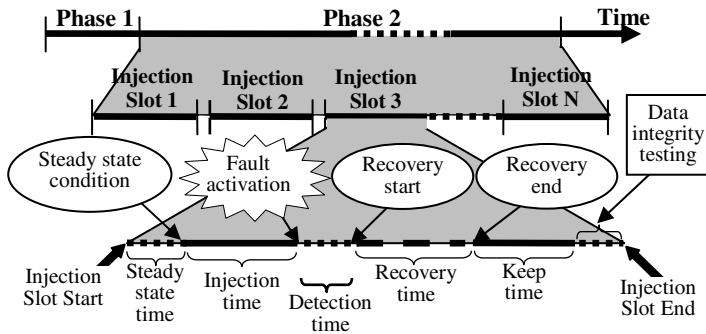 Phase 1
Phase 2
Time
Injection
Slot 1
Injection
Slot 2
Injection
Slot 3
Injection
Slot N
Data
integrity
testing
Steady state
condition
Fault
activation
Recovery
start
Recovery
end
Injection
Slot Start
Steady
state
time
Injection
time
Detection
time
Recovery
time
Keep
time
Injection
Slot End